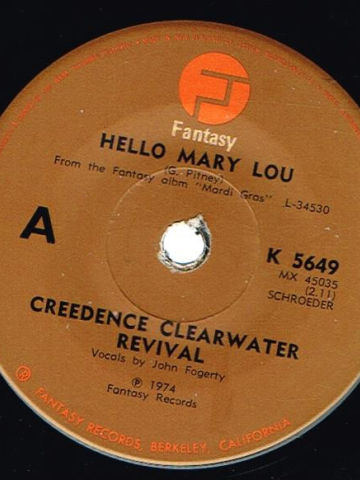 Fantasy
HELLO MARY LOU
(G. Pitney)
From the Fantasy albm "Mardi Gras" L-34530
A
K 5649
MX 45035
(2.11)
SCHROEDER
CREEDENCE CLEARWATER
REVIVAL
Vocals by John Fogerty
℗ 1974
Fantasy Records
FANTASY RECORDS, BERKELEY, CALIFORNIA